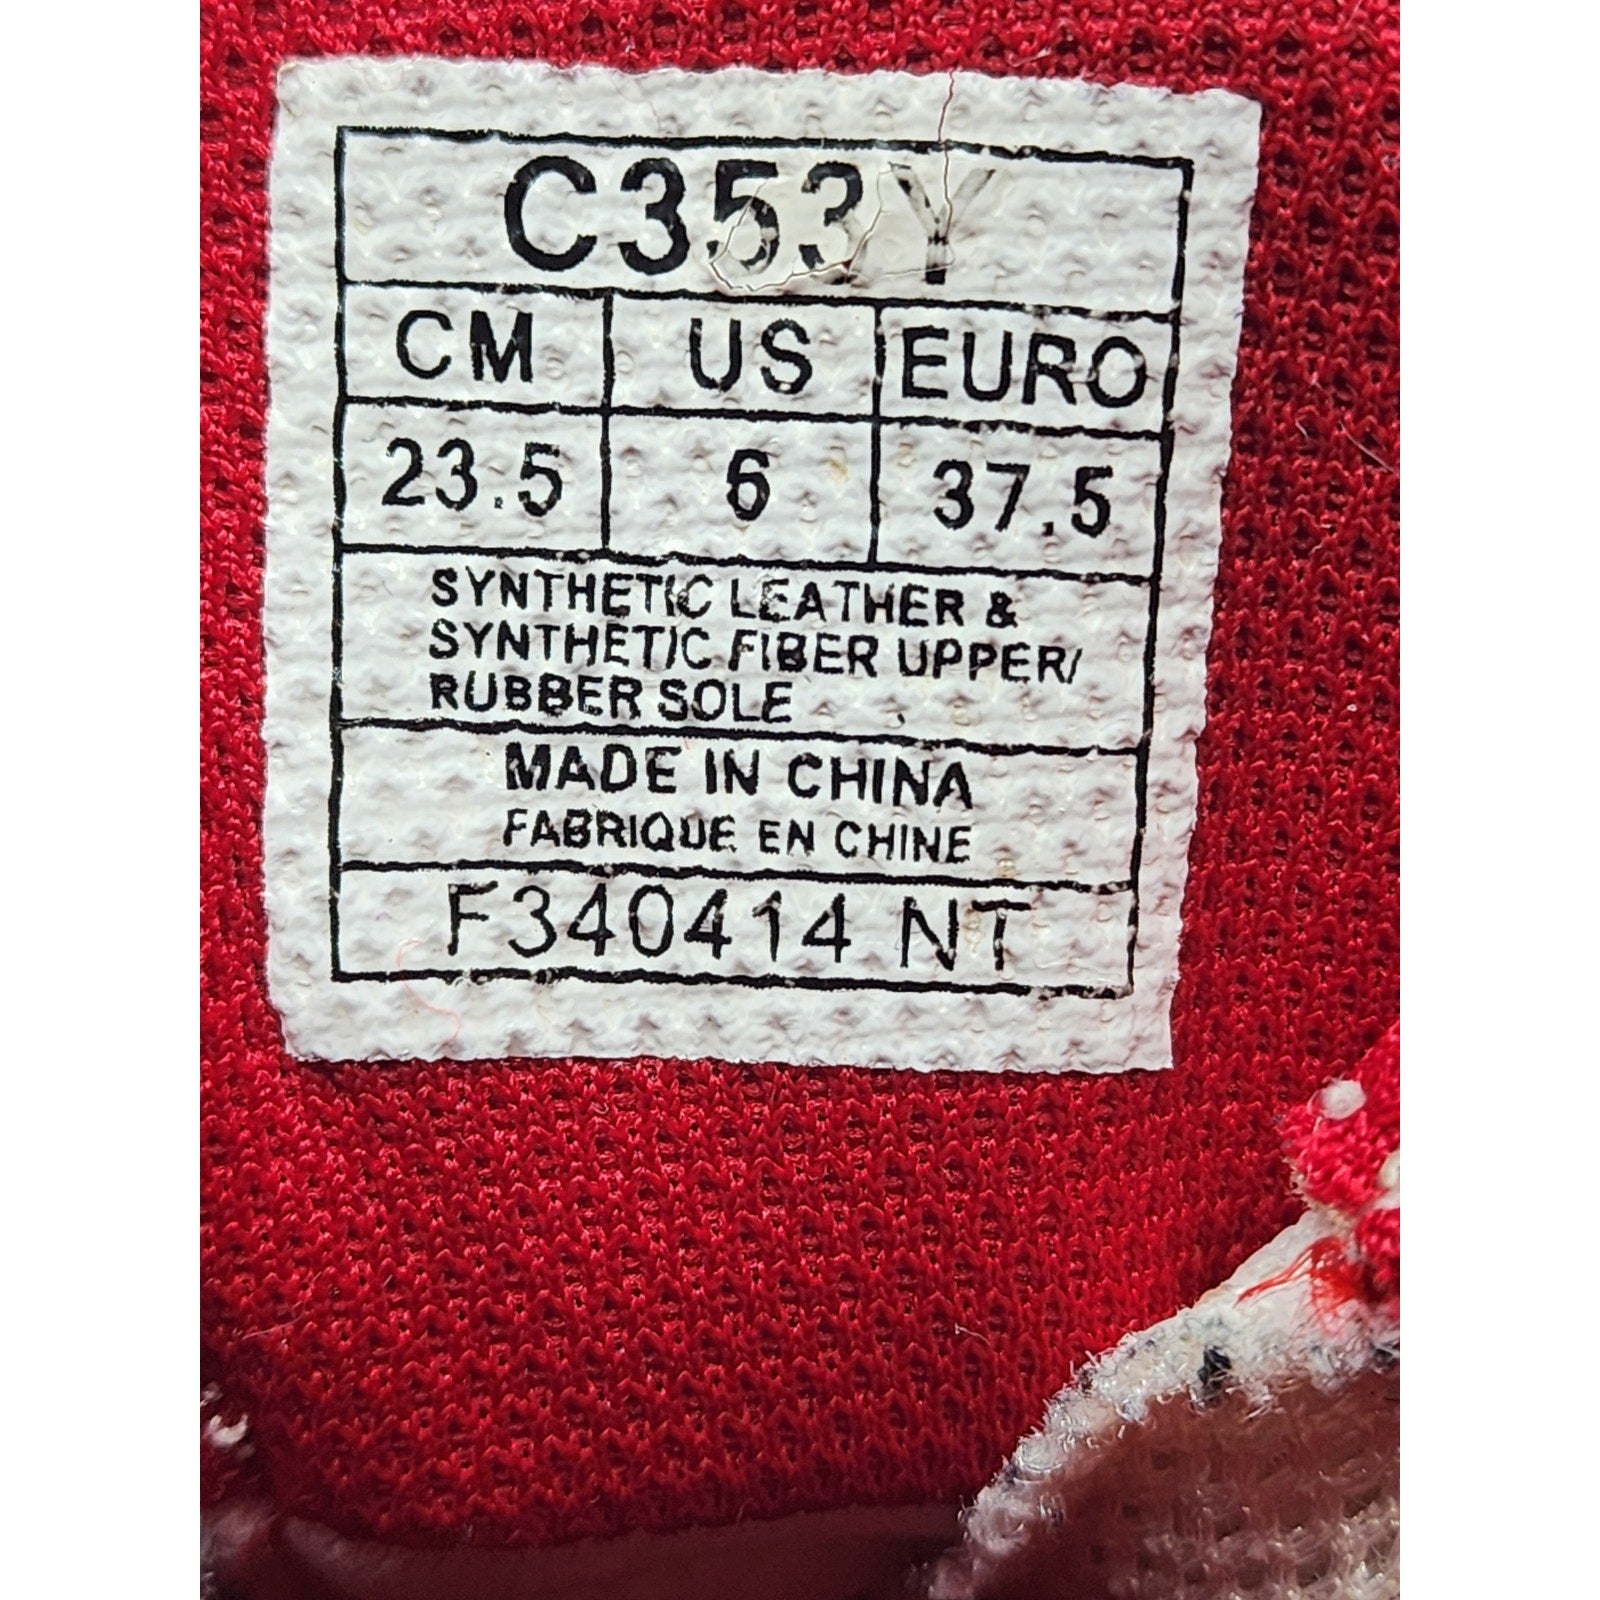 C353Y
CM US EURO
23.5 6 37.5
SYNTHETIC LEATHER &
SYNTHETIC FIBER UPPER/
RUBBER SOLE
MADE IN CHINA
FABRIQUE EN CHINE
F340414 NT